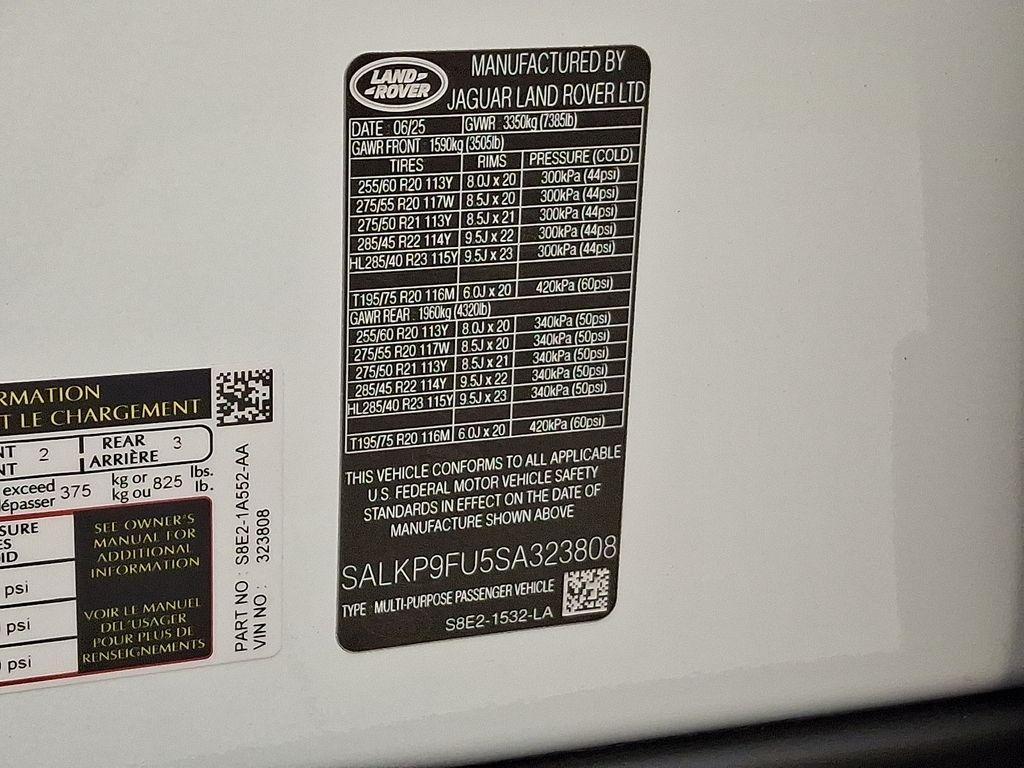 LAND-
-ROVER
MANUFACTURED BY
JAGUAR LAND ROVER LTD
DATE : 06/25 GVWR : 3350kg (7385lb)
GAWR FRONT : 1590kg (3505lb)
TIRES RIMS PRESSURE (COLD)
255/60 R20 113Y 8.0J x 20 300kPa (44psi)
275/55 R20 117W 8.5J x 20 300kPa (44psi)
275/50 R21 113Y 8.5J x 21 300kPa (44psi)
285/45 R22 114Y 9.5J x 22 300kPa (44psi)
HL285/40 R23 115Y 9.5J x 23 300kPa (44psi)
T195/75 R20 116M 6.0J x 20 420kPa (60psi)
GAWR REAR : 1960kg (4320lb)
255/60 R20 113Y 8.0J x 20 340kPa (50psi)
275/55 R20 117W 8.5J x 20 340kPa (50psi)
275/50 R21 113Y 8.5J x 21 340kPa (50psi)
285/45 R22 114Y 9.5J x 22 340kPa (50psi)
HL285/40 R23 115Y 9.5J x 23 340kPa (50psi)
T195/75 R20 116M 6.0J x 20 420kPa (60psi)
THIS VEHICLE CONFORMS TO ALL APPLICABLE
U.S. FEDERAL MOTOR VEHICLE SAFETY
STANDARDS IN EFFECT ON THE DATE OF
MANUFACTURE SHOWN ABOVE
SALKP9FU5SA323808
TYPE : MULTI-PURPOSE PASSENGER VEHICLE
S8E2-1532-LA
RMATION
T LE CHARGEMENT
NT 2 REAR 3
NT ARRIÈRE
exceed 375 kg or 825 lbs.
dépasser kg ou lb.
SURE
ES
OID
psi
psi
psi
SEE OWNER'S
MANUAL FOR
ADDITIONAL
INFORMATION
VOIR LE MANUEL
DEL'USAGER
POUR PLUS DE
RENSEIGNEMENTS
PART NO : S8E2-1A552-AA
VIN NO : 323808